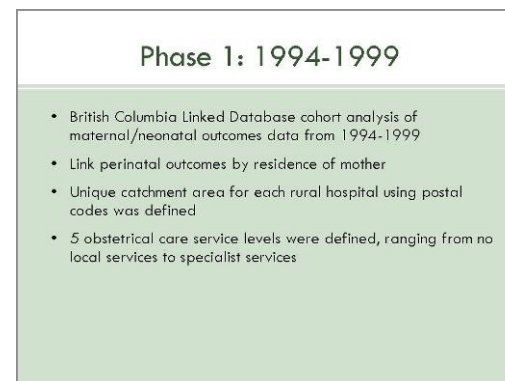 Phase 1: 1994-1999
• British Columbia Linked Database cohort analysis of
maternal/neonatal outcomes data from 1994-1999
• Link perinatal outcomes by residence of mother
• Unique catchment area for each rural hospital using postal
codes was defined
• 5 obstetrical care service levels were defined, ranging from no
local services to specialist services